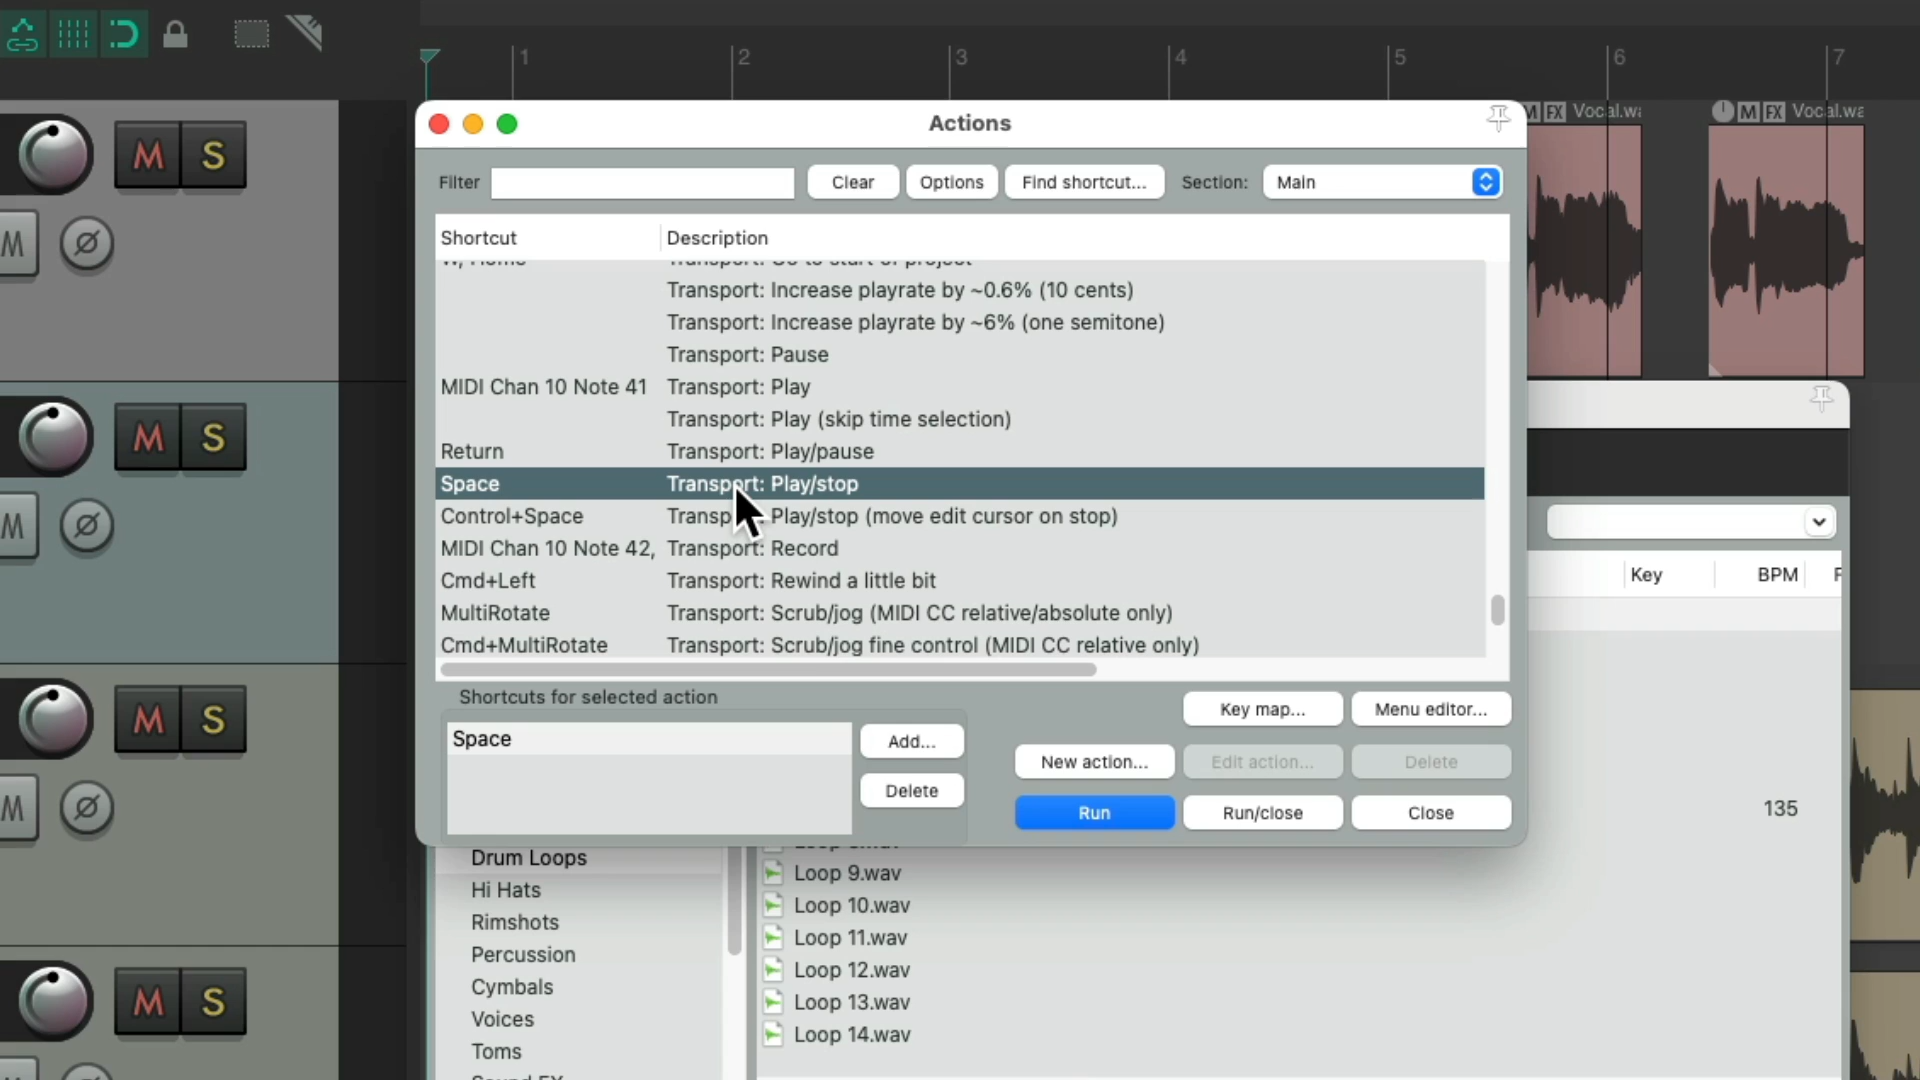 1
2
3
4
5
6
7
Actions
M FX Vocal.wa
M FX Vocal.wa
M S
Filter
Clear
Options
Find shortcut...
Section:
Main
M Ø
Shortcut
Description
Transport: Go to start of project
Transport: Increase playrate by ~0.6% (10 cents)
Transport: Increase playrate by ~6% (one semitone)
Transport: Pause
MIDI Chan 10 Note 41 Transport: Play
Transport: Play (skip time selection)
Return Transport: Play/pause
Space Transport: Play/stop
Control+Space Transport: Play/stop (move edit cursor on stop)
MIDI Chan 10 Note 42, Transport: Record
Cmd+Left Transport: Rewind a little bit
MultiRotate Transport: Scrub/jog (MIDI CC relative/absolute only)
Cmd+MultiRotate Transport: Scrub/jog fine control (MIDI CC relative only)
M S
M Ø
Key
BPM
Shortcuts for selected action
Space
Add...
Delete
Key map...
Menu editor...
New action...
Edit action...
Delete
Run
Run/close
Close
M S
M Ø
135
Drum Loops
Hi Hats
Rimshots
Percussion
Cymbals
Voices
Toms
Loop 9.wav
Loop 10.wav
Loop 11.wav
Loop 12.wav
Loop 13.wav
Loop 14.wav
M S